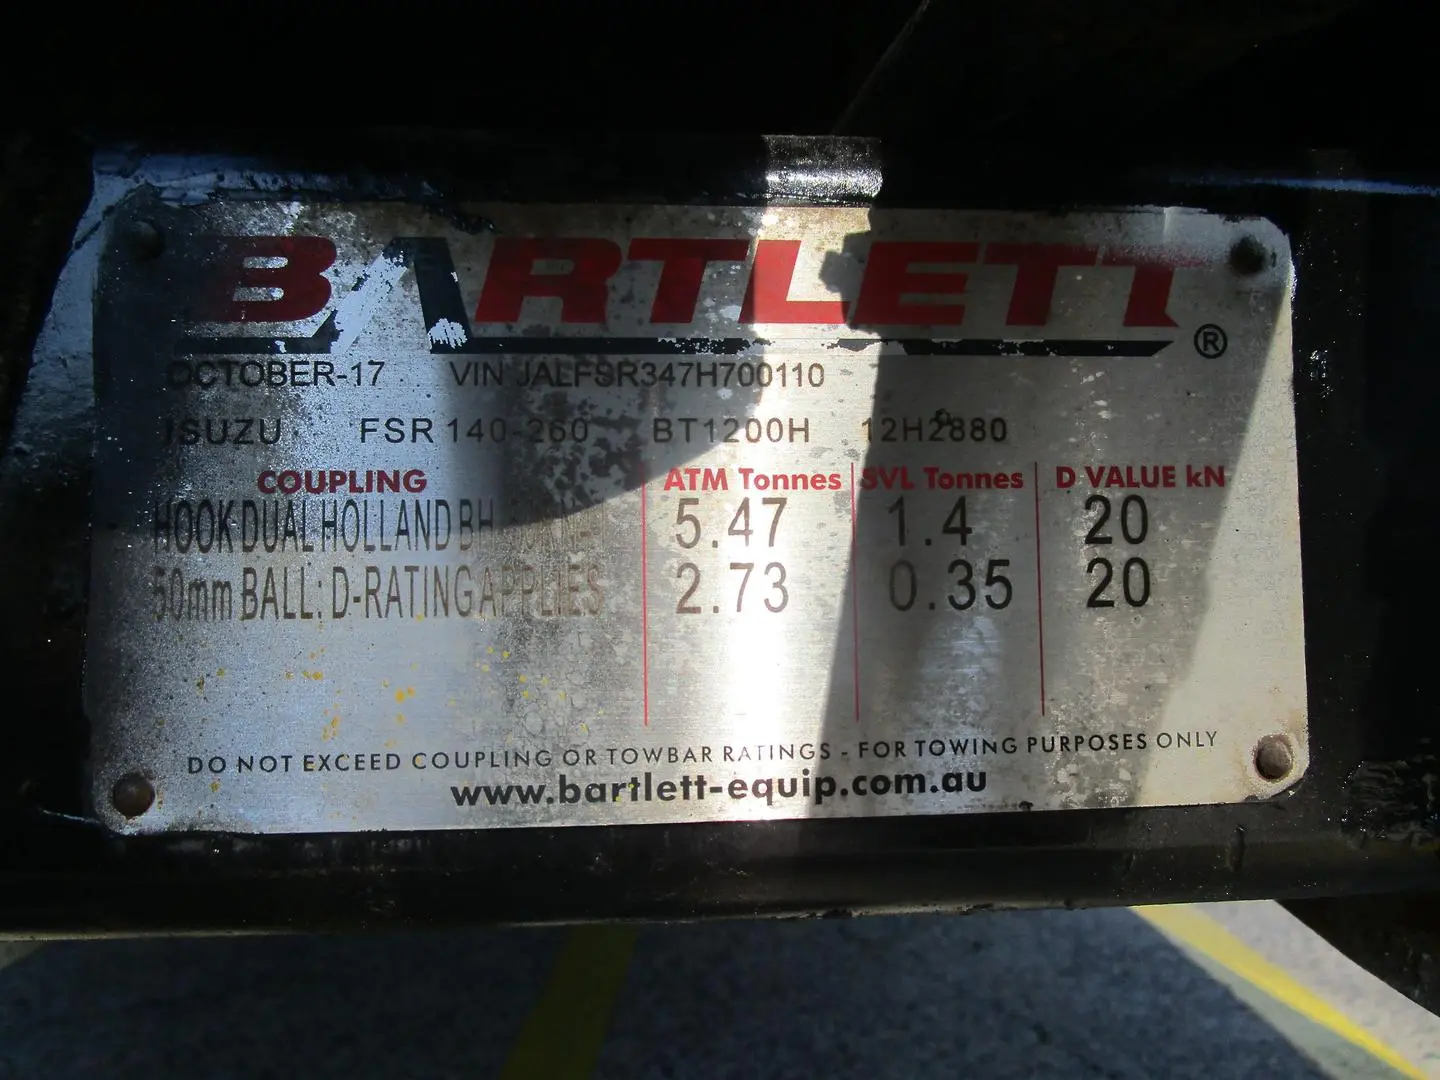 BARTLETT ®
OCTOBER-17 VIN JALFSR347H700110
ISUZU FSR 140-260 BT1200H 12H2880
COUPLING ATM Tonnes SVL Tonnes D VALUE kN
HOOK DUAL HOLLAND BH 5.47 1.4 20
50mm BALL: D-RATING APPLIES 2.73 0.35 20
DO NOT EXCEED COUPLING OR TOWBAR RATINGS - FOR TOWING PURPOSES ONLY
www.bartlett-equip.com.au